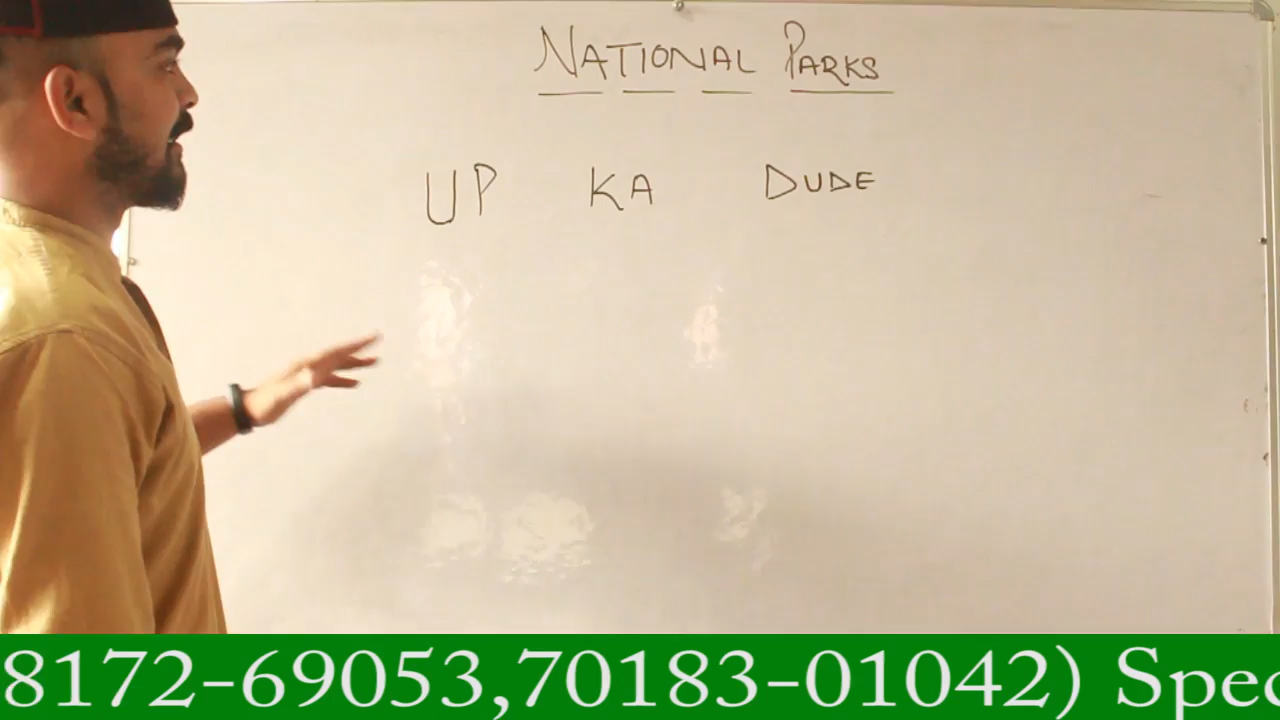 NATIONAL PARKS
UP KA DUDE
8172-69053,70183-01042) Spec